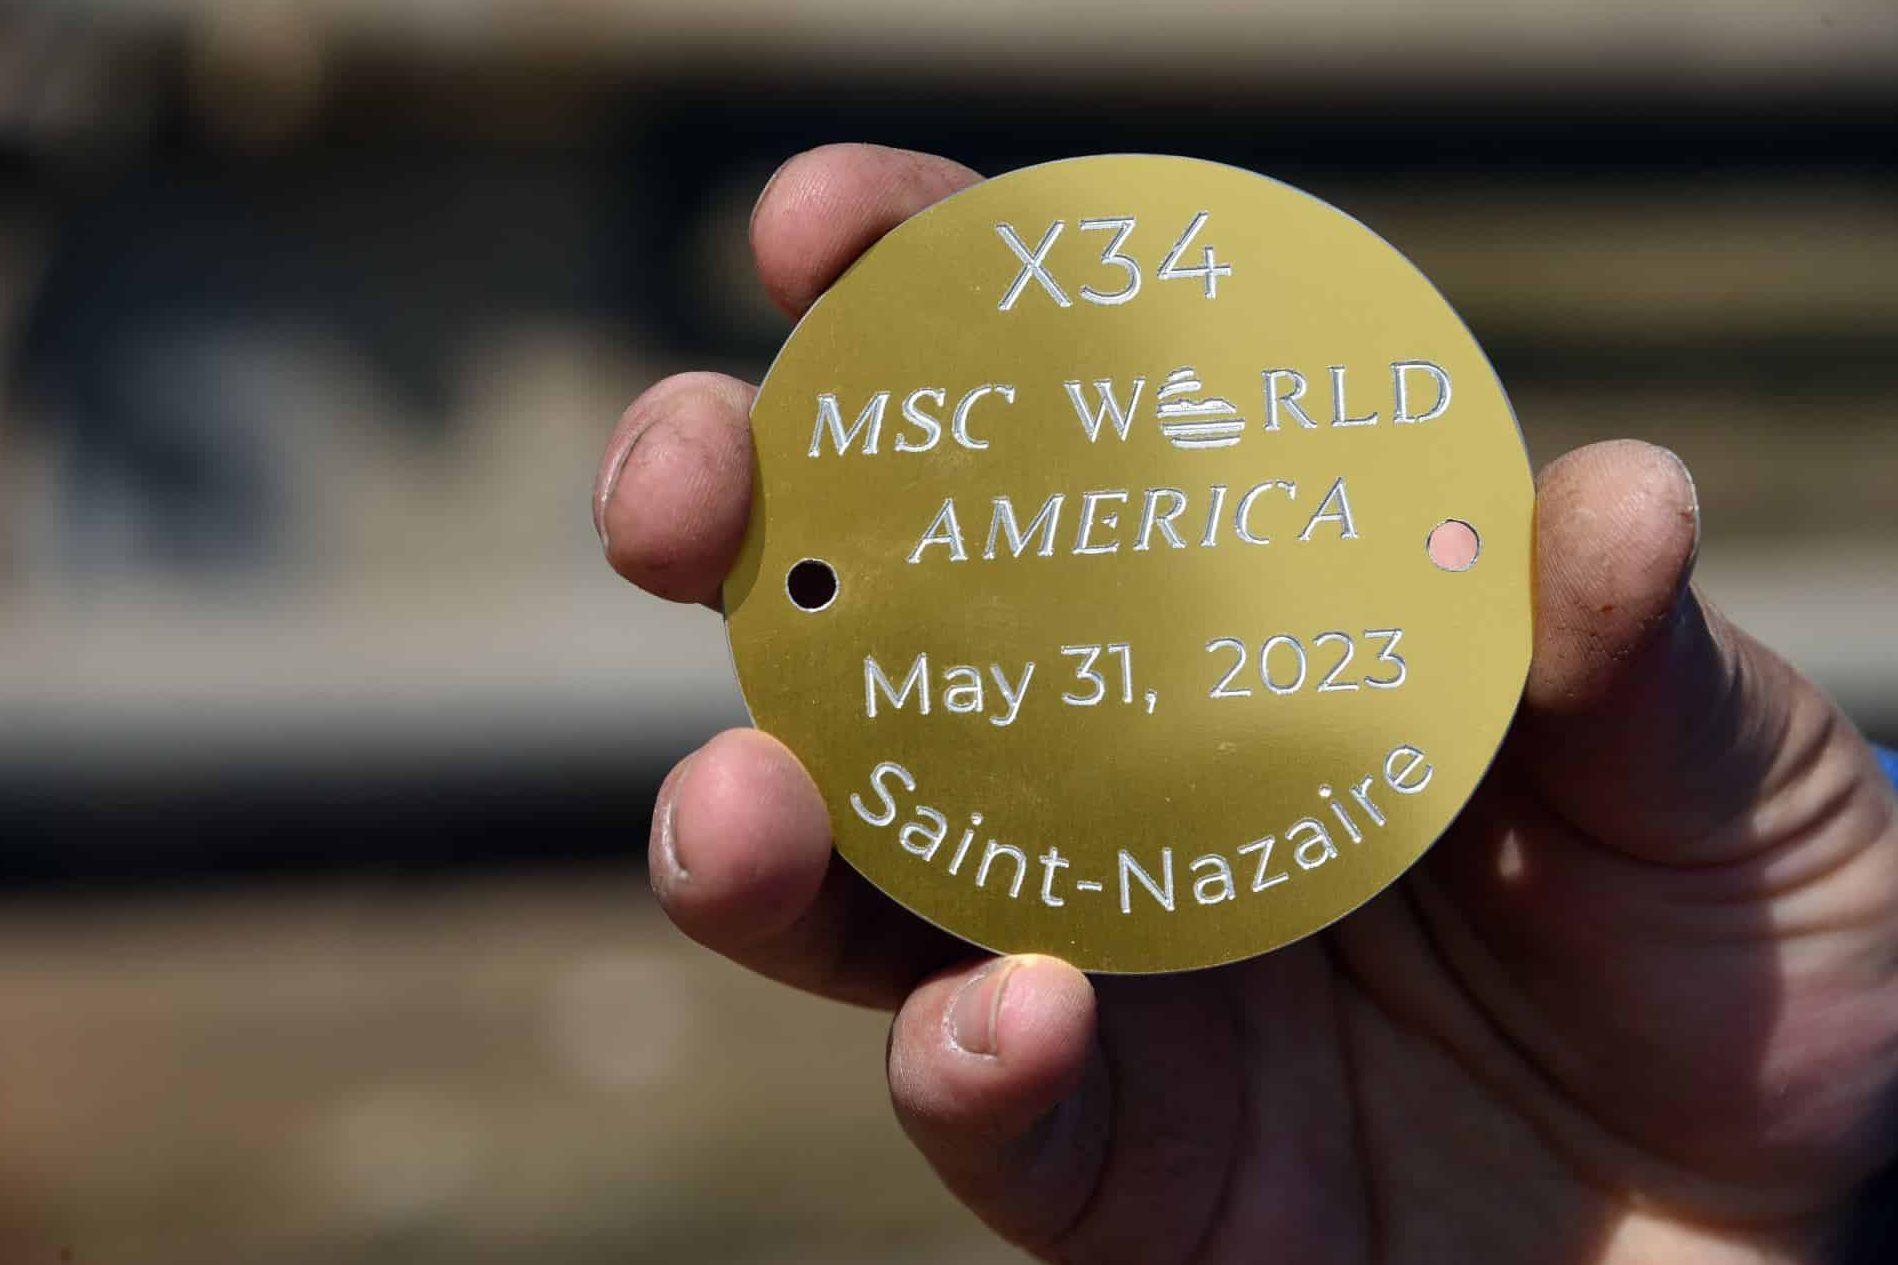 X34
MSC WORLD
AMERICA
May 31, 2023
Saint-Nazaire